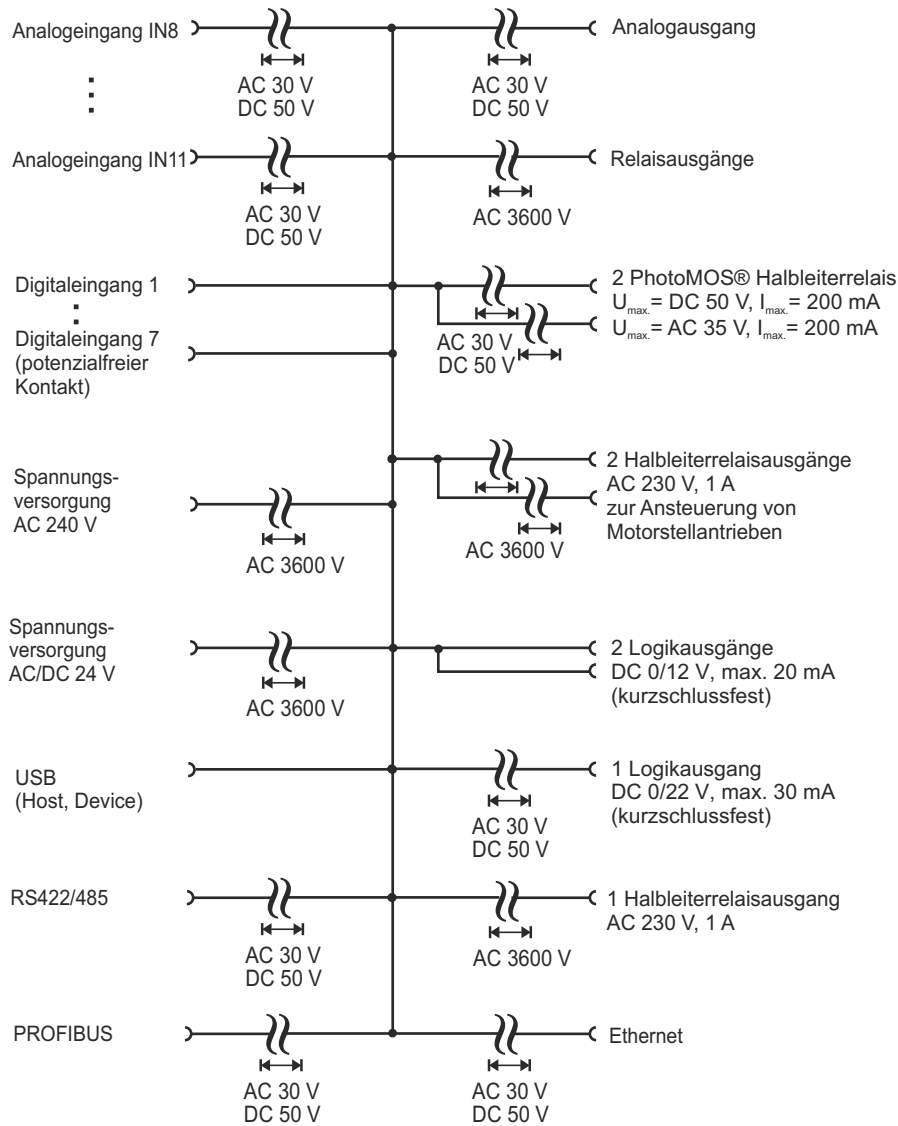 Analogeingang IN8
AC 30 V
DC 50 V
Analogausgang
AC 30 V
DC 50 V
Analogeingang IN11
AC 30 V
DC 50 V
Relaisausgänge
AC 3600 V
Digitaleingang 1
Digitaleingang 7
(potenzialfreier
Kontakt)
2 PhotoMOS® Halbleiterrelais
Umax.= DC 50 V, Imax.= 200 mA
Umax.= AC 35 V, Imax.= 200 mA
AC 30 V
DC 50 V
Spannungs-
versorgung
AC 240 V
AC 3600 V
2 Halbleiterrelaisausgänge
AC 230 V, 1 A
zur Ansteuerung von
Motorstellantrieben
AC 3600 V
Spannungs-
versorgung
AC/DC 24 V
AC 3600 V
2 Logikausgänge
DC 0/12 V, max. 20 mA
(kurzschlussfest)
USB
(Host, Device)
1 Logikausgang
DC 0/22 V, max. 30 mA
(kurzschlussfest)
AC 30 V
DC 50 V
RS422/485
AC 30 V
DC 50 V
1 Halbleiterrelaisausgang
AC 230 V, 1 A
AC 3600 V
PROFIBUS
AC 30 V
DC 50 V
Ethernet
AC 30 V
DC 50 V